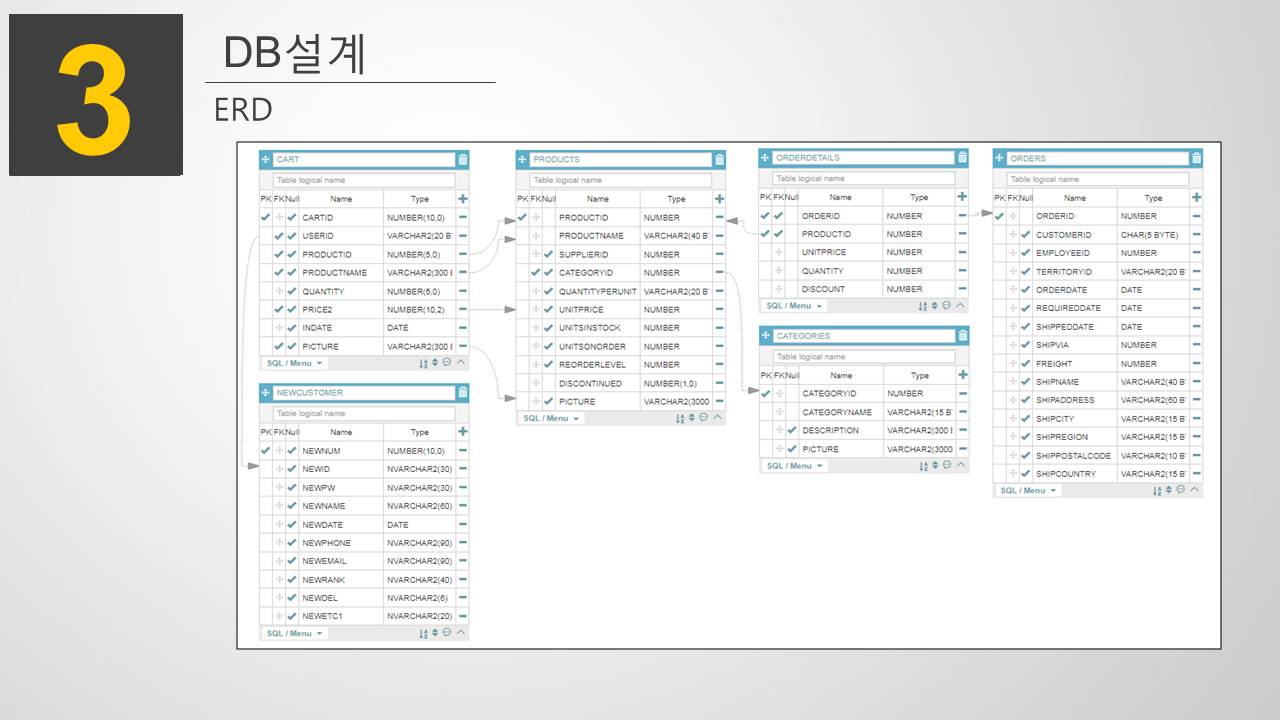 3
DB설계
ERD
CART
Table logical name
PK FK Null Name Type
CARTID NUMBER(10,0)
USERID VARCHAR2(20 B
PRODUCTID NUMBER(5,0)
PRODUCTNAME VARCHAR2(300 
QUANTITY NUMBER(5,0)
PRICE2 NUMBER(10,2)
INDATE DATE
PICTURE VARCHAR2(300 
SQL / Menu
NEWCUSTOMER
Table logical name
PK FK Null Name Type
NEWNUM NUMBER(10,0)
NEWID NVARCHAR2(30)
NEWPW NVARCHAR2(30)
NEWNAME NVARCHAR2(60)
NEWDATE DATE
NEWPHONE NVARCHAR2(90)
NEWEMAIL NVARCHAR2(90)
NEWRANK NVARCHAR2(40)
NEWDEL NVARCHAR2(6)
NEWETC1 NVARCHAR2(20)
SQL / Menu
PRODUCTS
Table logical name
PK FK Null Name Type
PRODUCTID NUMBER
PRODUCTNAME VARCHAR2(40 B
SUPPLIERID NUMBER
CATEGORYID NUMBER
QUANTITYPERUNIT VARCHAR2(20 B
UNITPRICE NUMBER
UNITSINSTOCK NUMBER
UNITSONORDER NUMBER
REORDERLEVEL NUMBER
DISCONTINUED NUMBER(1,0)
PICTURE VARCHAR2(3000
SQL / Menu
ORDERDETAILS
Table logical name
PK FK Null Name Type
ORDERID NUMBER
PRODUCTID NUMBER
UNITPRICE NUMBER
QUANTITY NUMBER
DISCOUNT NUMBER
SQL / Menu
CATEGORIES
Table logical name
PK FK Null Name Type
CATEGORYID NUMBER
CATEGORYNAME VARCHAR2(15 B
DESCRIPTION VARCHAR2(300 
PICTURE VARCHAR2(3000
SQL / Menu
ORDERS
Table logical name
PK FK Null Name Type
ORDERID NUMBER
CUSTOMERID CHAR(5 BYTE)
EMPLOYEEID NUMBER
TERRITORYID VARCHAR2(20 B
ORDERDATE DATE
REQUIREDDATE DATE
SHIPPEDDATE DATE
SHIPVIA NUMBER
FREIGHT NUMBER
SHIPNAME VARCHAR2(40 B
SHIPADDRESS VARCHAR2(60 B
SHIPCITY VARCHAR2(15 B
SHIPREGION VARCHAR2(15 B
SHIPPOSTALCODE VARCHAR2(10 B
SHIPCOUNTRY VARCHAR2(15 B
SQL / Menu